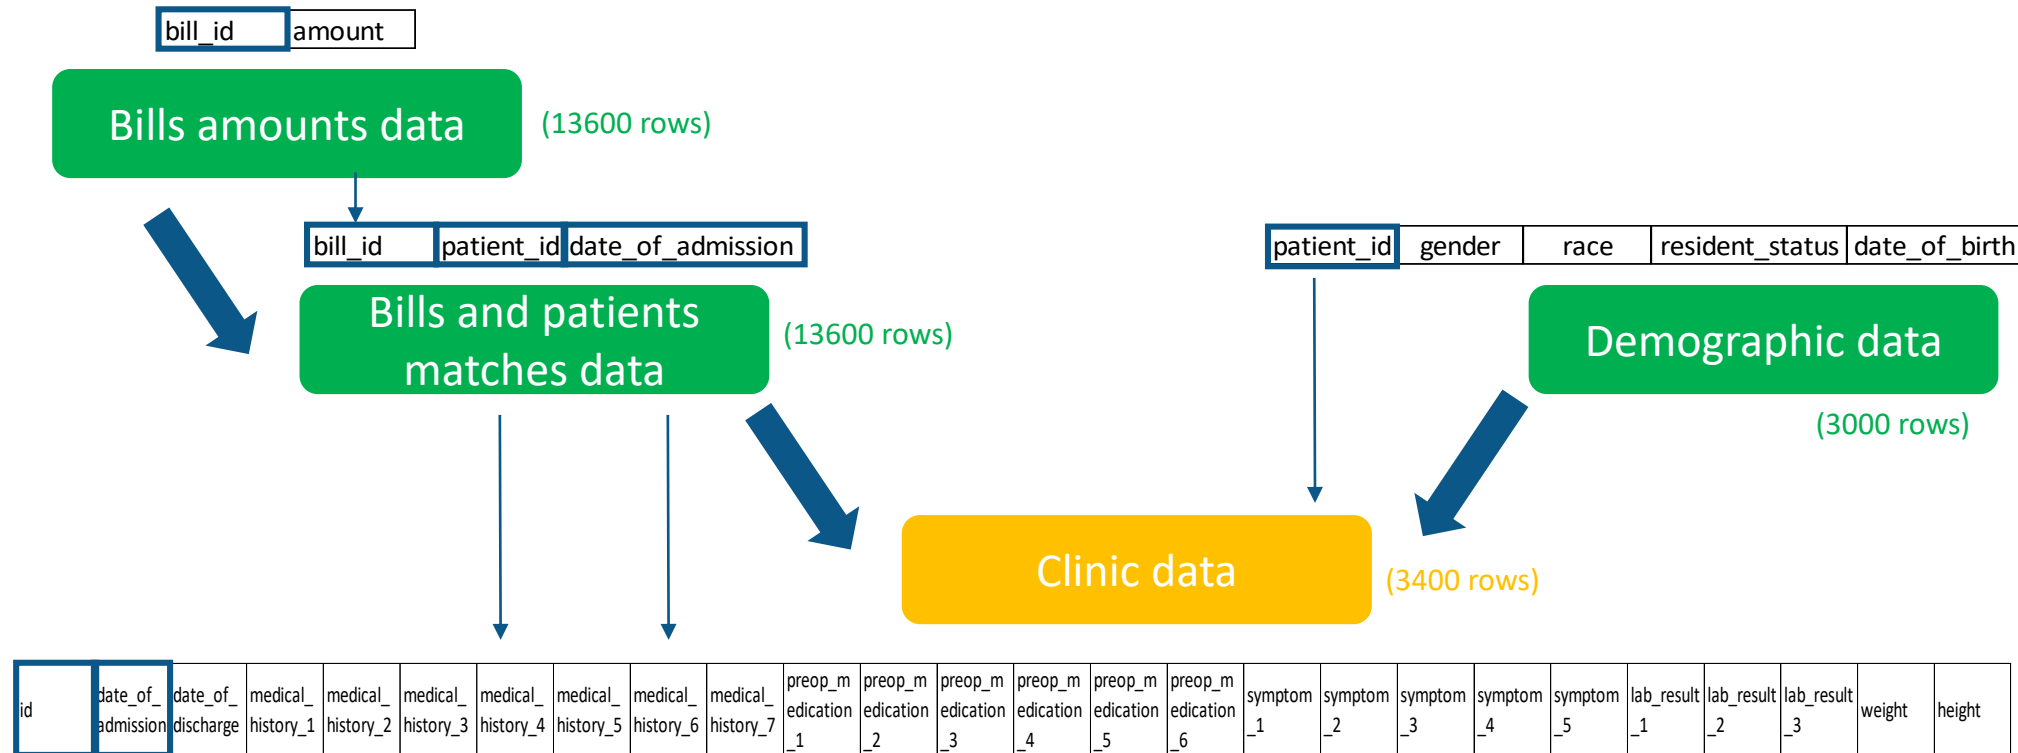 bill_id amount
Bills amounts data
(13600 rows)
bill_id patient_id date_of_admission
patient_id gender race resident_status date_of_birth
Bills and patients
matches data
(13600 rows)
Demographic data
(3000 rows)
Clinic data
(3400 rows)
id
date_of_
admission
date_of_
discharge
medical_
history_1
medical_
history_2
medical_
history_3
medical_
history_4
medical_
history_5
medical_
history_6
medical_
history_7
preop_m
edication
_1
preop_m
edication
_2
preop_m
edication
_3
preop_m
edication
_4
preop_m
edication
_5
preop_m
edication
_6
symptom
_1
symptom
_2
symptom
_3
symptom
_4
symptom
_5
lab_result
_1
lab_result
_2
lab_result
_3
weight
height